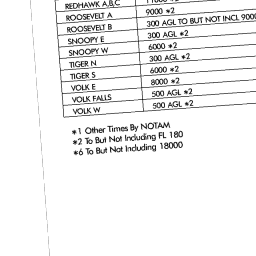 REDHAWK A,B,C
ROOSEVELT A 9000 *2
ROOSEVELT B 300 AGL TO BUT NOT INCL 9000
SNOOPY E 300 AGL *2
SNOOPY W 6000 *2
TIGER N 300 AGL *2
TIGER S 6000 *2
VOLK E 8000 *2
VOLK FALLS 500 AGL *2
VOLK W 500 AGL *2
*1 Other Times By NOTAM
*2 To But Not Including FL 180
*6 To But Not Including 18000